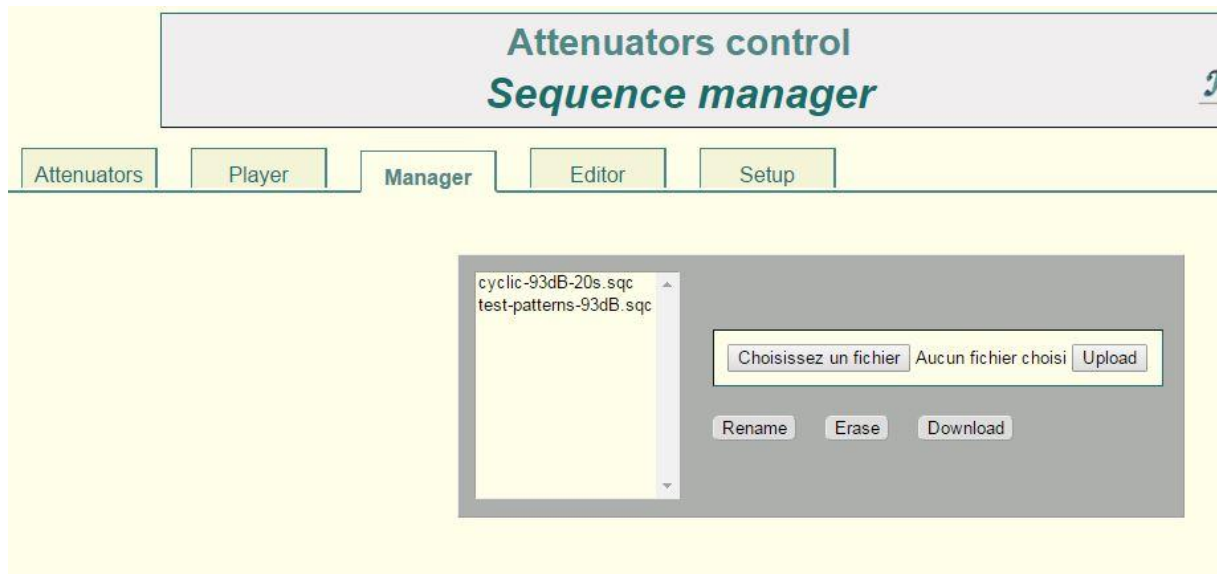 Attenuators control
Sequence manager
Attenuators
Player
Manager
Editor
Setup
cyclic-93dB-20s.sqc
test-patterns-93dB.sqc
Choisissez un fichier Aucun fichier choisi Upload
Rename Erase Download